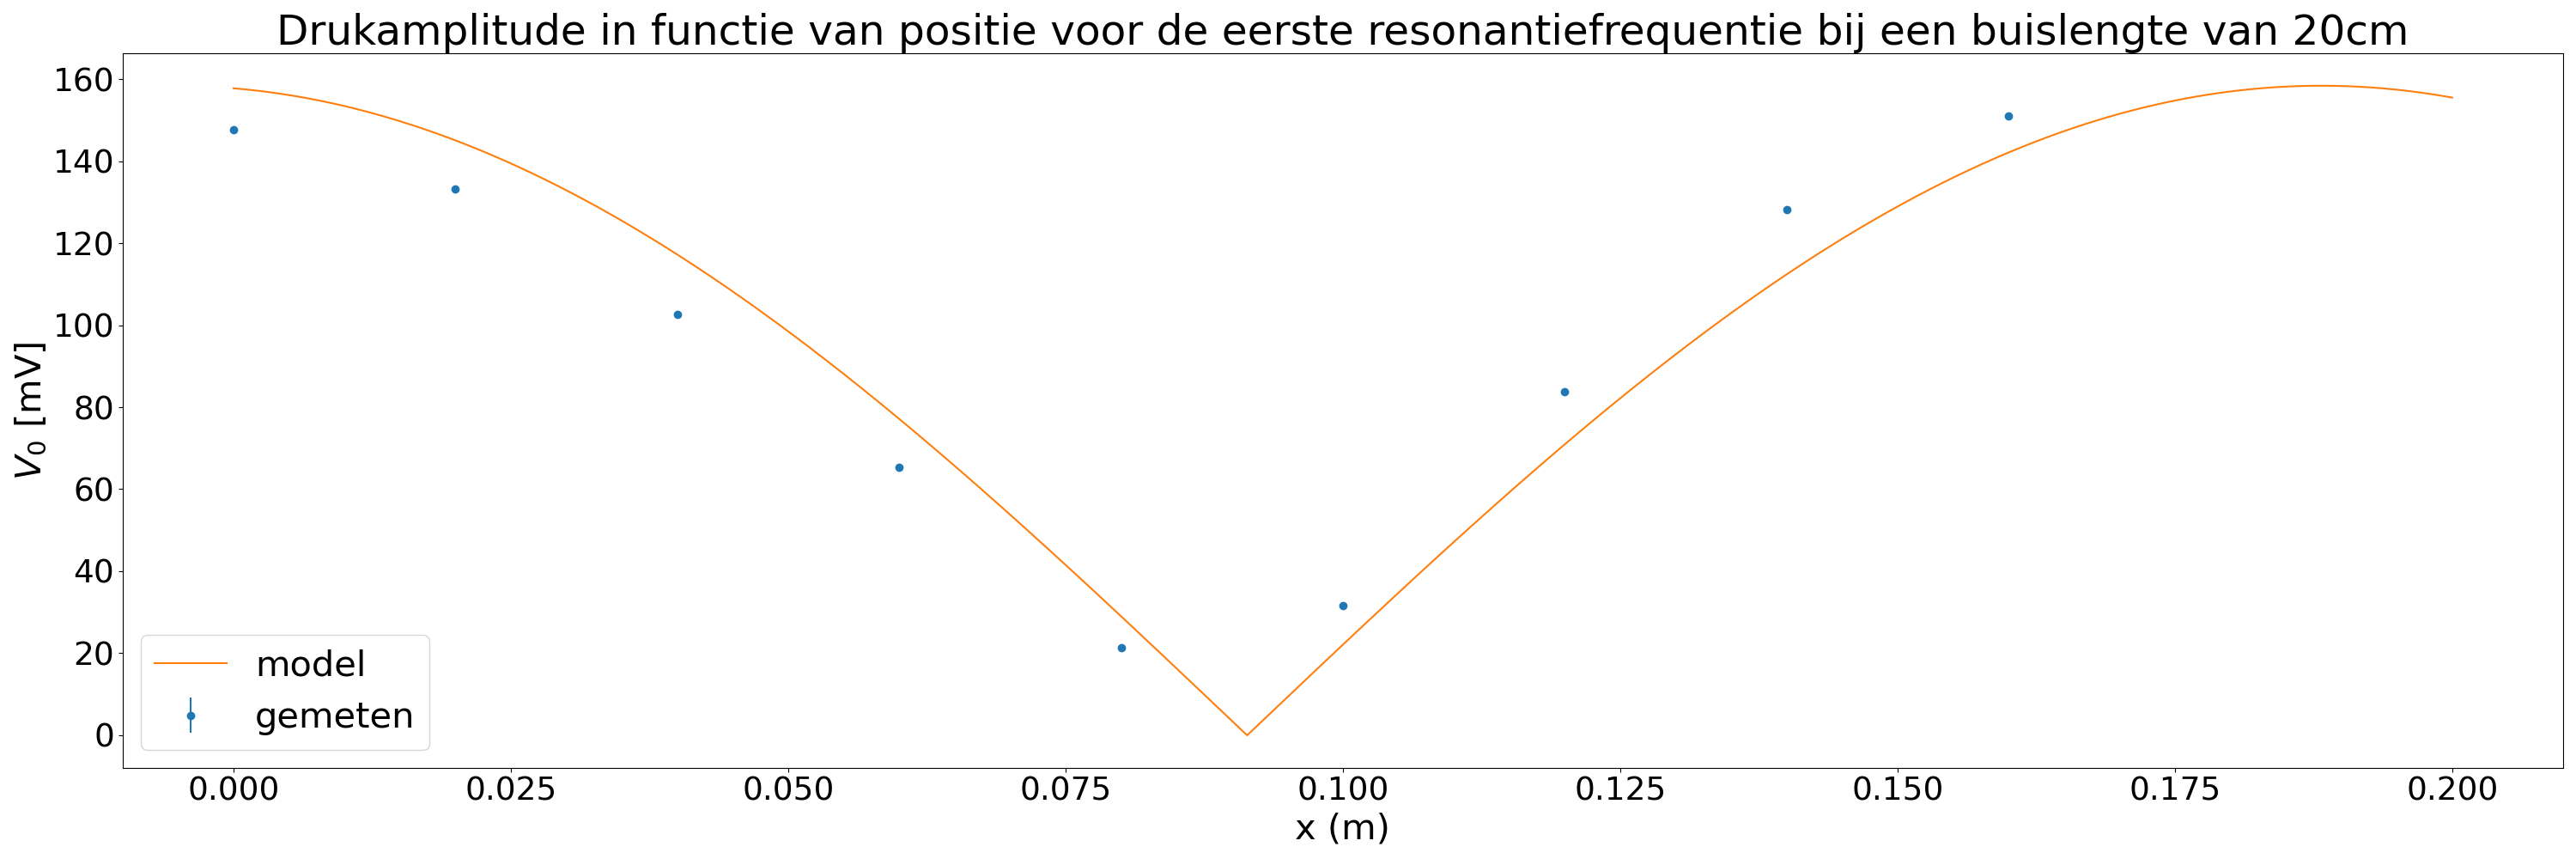 Drukamplitude in functie van positie voor de eerste resonantiefrequentie bij een buislengte van 20cm
160
140
120
100
80
60
40
20
0
V₀ [mV]
model
gemeten
0.000 0.025 0.050 0.075 0.100 0.125 0.150 0.175 0.200
x (m)